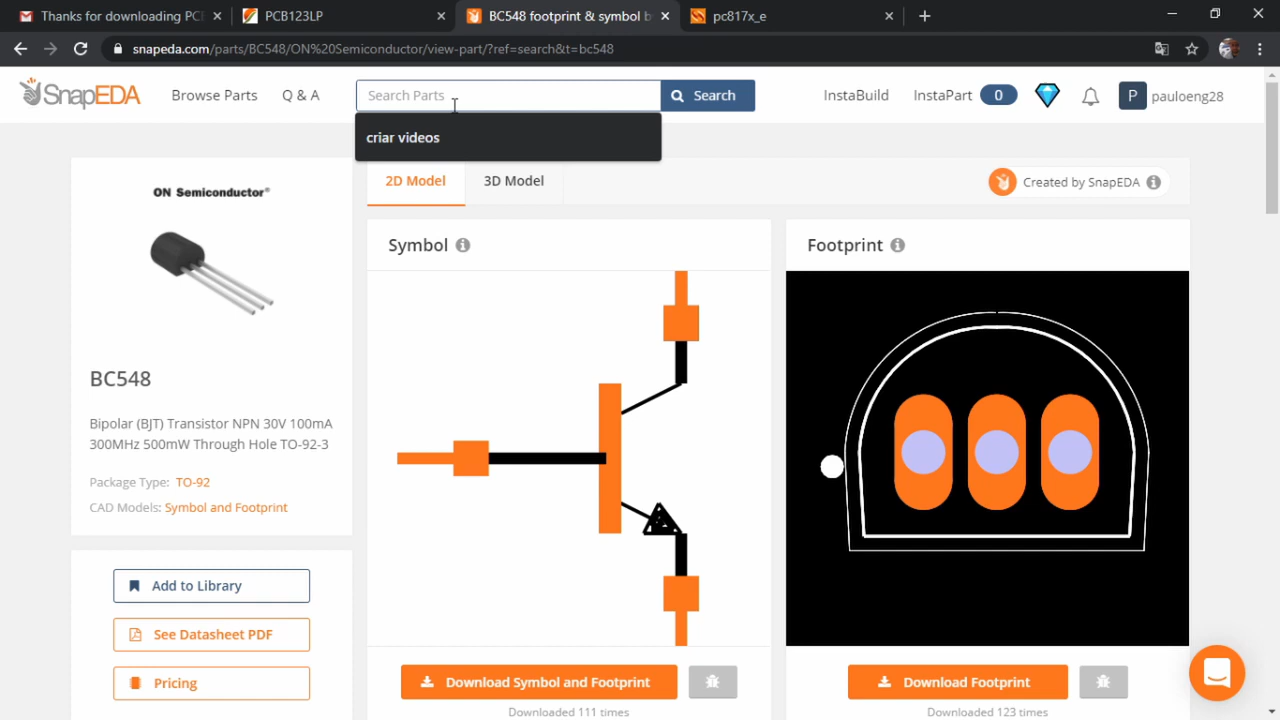 Thanks for downloading PCB
PCB123LP
BC548 footprint & symbol b
pc817x_e
snapeda.com/parts/BC548/ON%20Semiconductor/view-part/?ref=search&t=bc548
SnapEDA
Browse Parts
Q & A
Search Parts
Search
InstaBuild
InstaPart
0
P
pauloeng28
criar videos
ON Semiconductor®
2D Model
3D Model
Created by SnapEDA
Symbol
Footprint
BC548
Bipolar (BJT) Transistor NPN 30V 100mA
300MHz 500mW Through Hole TO-92-3
Package Type: TO-92
CAD Models: Symbol and Footprint
Add to Library
See Datasheet PDF
Pricing
Download Symbol and Footprint
Downloaded 111 times
Download Footprint
Downloaded 123 times